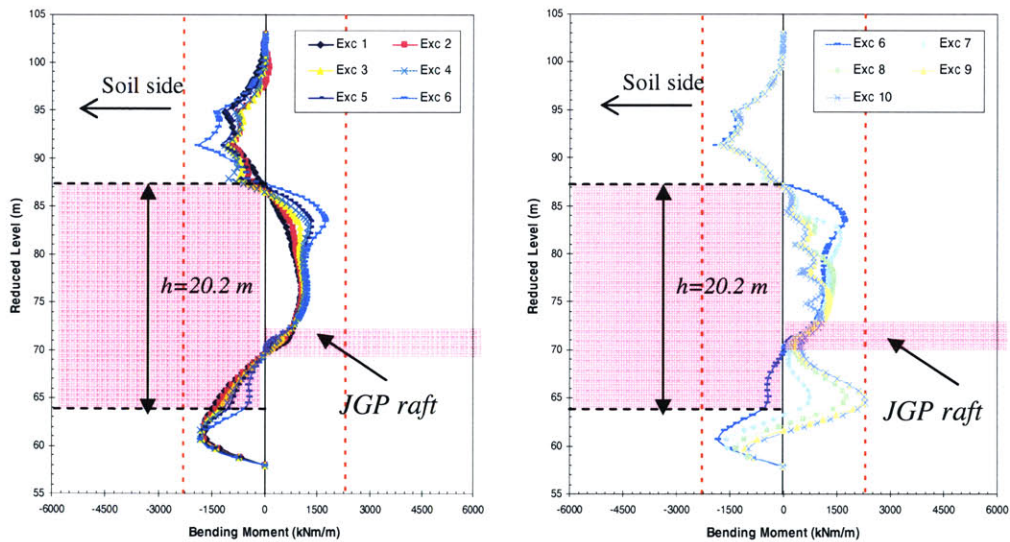 105
100
95
90
85
80
75
70
65
60
55
Reduced Level (m)
Exc 1 Exc 2
Exc 3 Exc 4
Exc 5 Exc 6
Soil side
h=20.2 m
JGP raft
-6000 -4500 -3000 -1500 0 1500 3000 4500 6000
Bending Moment (kNm/m)
105
100
95
90
85
80
75
70
65
60
55
Reduced Level (m)
Exc 6 Exc 7
Exc 8 Exc 9
Exc 10
Soil side
h=20.2 m
JGP raft
-6000 -4500 -3000 -1500 0 1500 3000 4500 6000
Bending Moment (kNm/m)